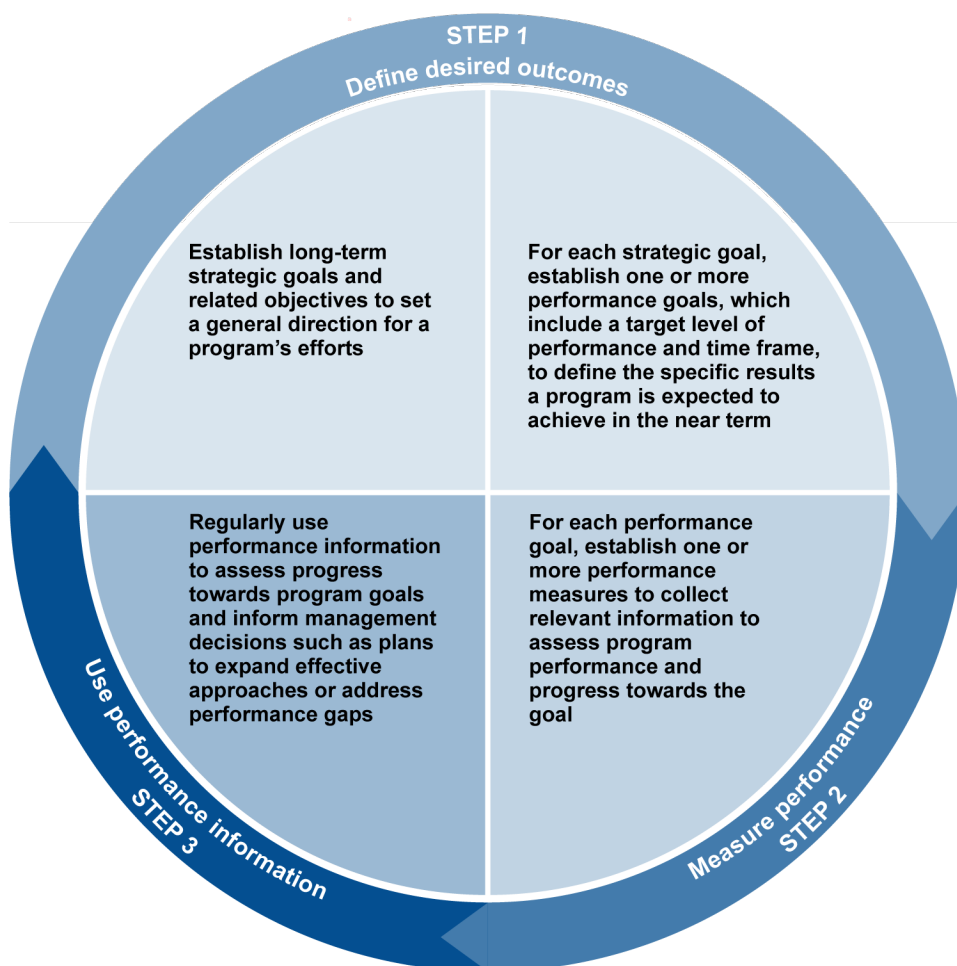 STEP 1
Define desired outcomes
Establish long-term
strategic goals and
related objectives to set
a general direction for a
program’s efforts
For each strategic goal,
establish one or more
performance goals, which
include a target level of
performance and time frame,
to define the specific results
a program is expected to
achieve in the near term
For each performance
goal, establish one or
more performance
measures to collect
relevant information to
assess program
performance and
progress towards the
goal
Measure performance
STEP 2
Regularly use
performance information
to assess progress
towards program goals
and inform management
decisions such as plans
to expand effective
approaches or address
performance gaps
Use performance information
STEP 3